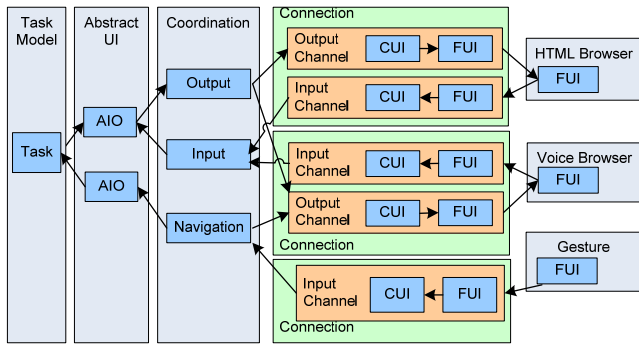 Task
Model
Task
Abstract
UI
AIO
AIO
Coordination
Output
Input
Navigation
Connection
Output
Channel
CUI
FUI
Input
Channel
CUI
FUI
Input
Channel
CUI
FUI
Output
Channel
CUI
FUI
Connection
Input
Channel
CUI
FUI
Connection
HTML Browser
FUI
Voice Browser
FUI
Gesture
FUI